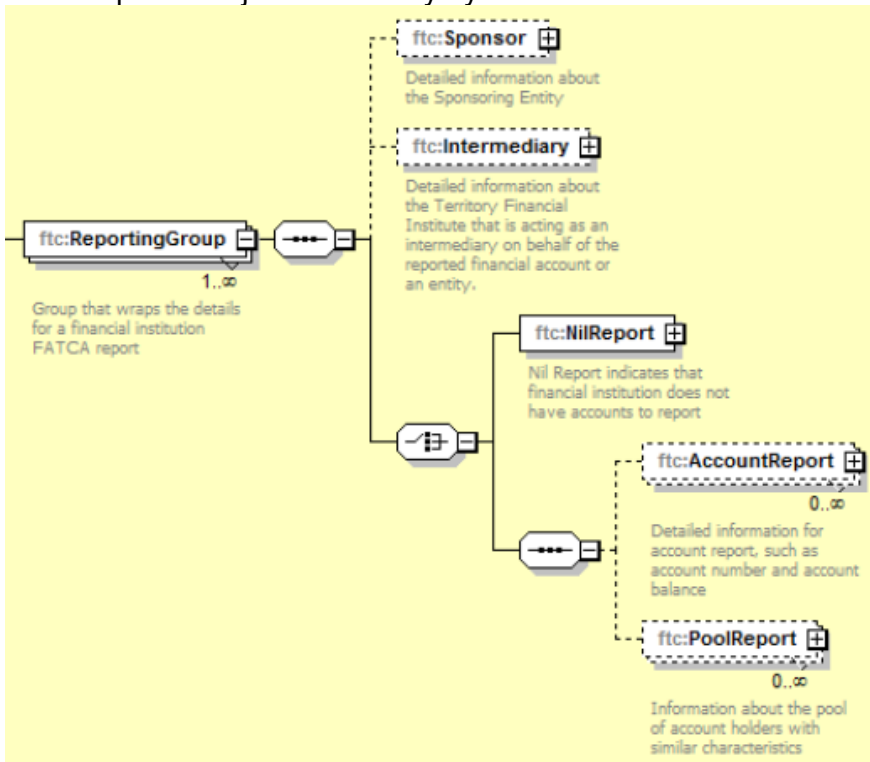 ftc:Sponsor
Detailed information about
the Sponsoring Entity
ftc:Intermediary
Detailed information about
the Territory Financial
Institute that is acting as an
intermediary on behalf of the
reported financial account or
an entity.
ftc:ReportingGroup
1..∞
Group that wraps the details
for a financial institution
FATCA report
ftc:NilReport
Nil Report indicates that
financial institution does not
have accounts to report
ftc:AccountReport
0..∞
Detailed information for
account report, such as
account number and account
balance
ftc:PoolReport
0..∞
Information about the pool
of account holders with
similar characteristics